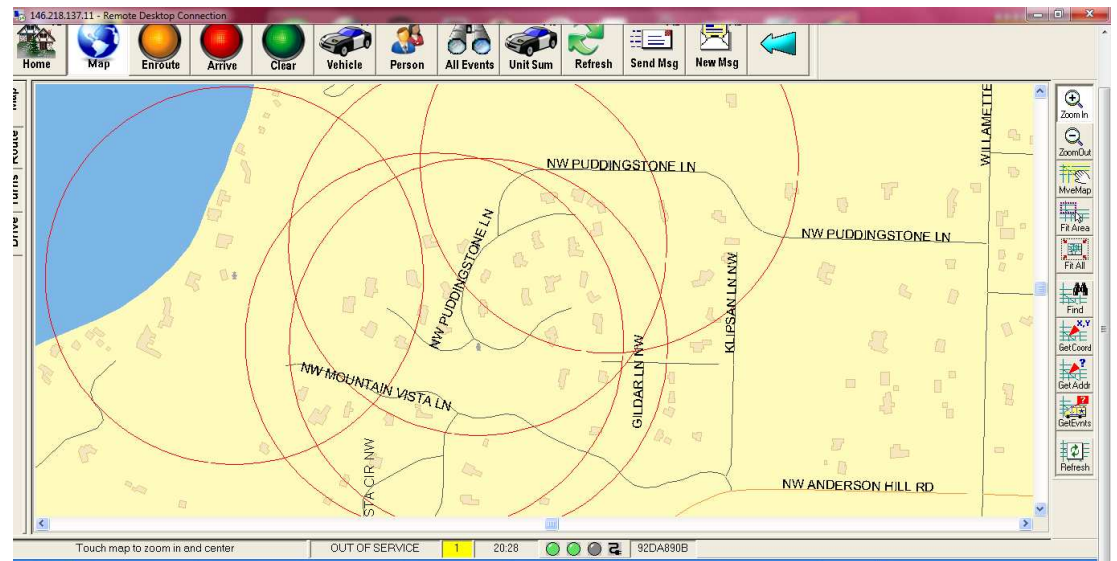 146.218.137.11 - Remote Desktop Connection
Home
Map
Enroute
Arrive
Clear
Vehicle
Person
All Events
Unit Sum
Refresh
Send Msg
New Msg
Drive
Turns
Route
Zoom In
ZoomOut
MveMap
Fit Area
Fit All
Find
X,Y
GetCoord
?
GetAddr
?
GetEvnts
Refresh
WILLAMETTE
NW PUDDINGSTONE LN
NW PUDDINGSTONE LN
NW PUDDINGSTONE LN
KLIPSAN LN NW
GILDAR LN NW
NW MOUNTAIN VISTA LN
STA CIR NW
NW ANDERSON HILL RD
Touch map to zoom in and center
OUT OF SERVICE
1
20:28
92DA890B